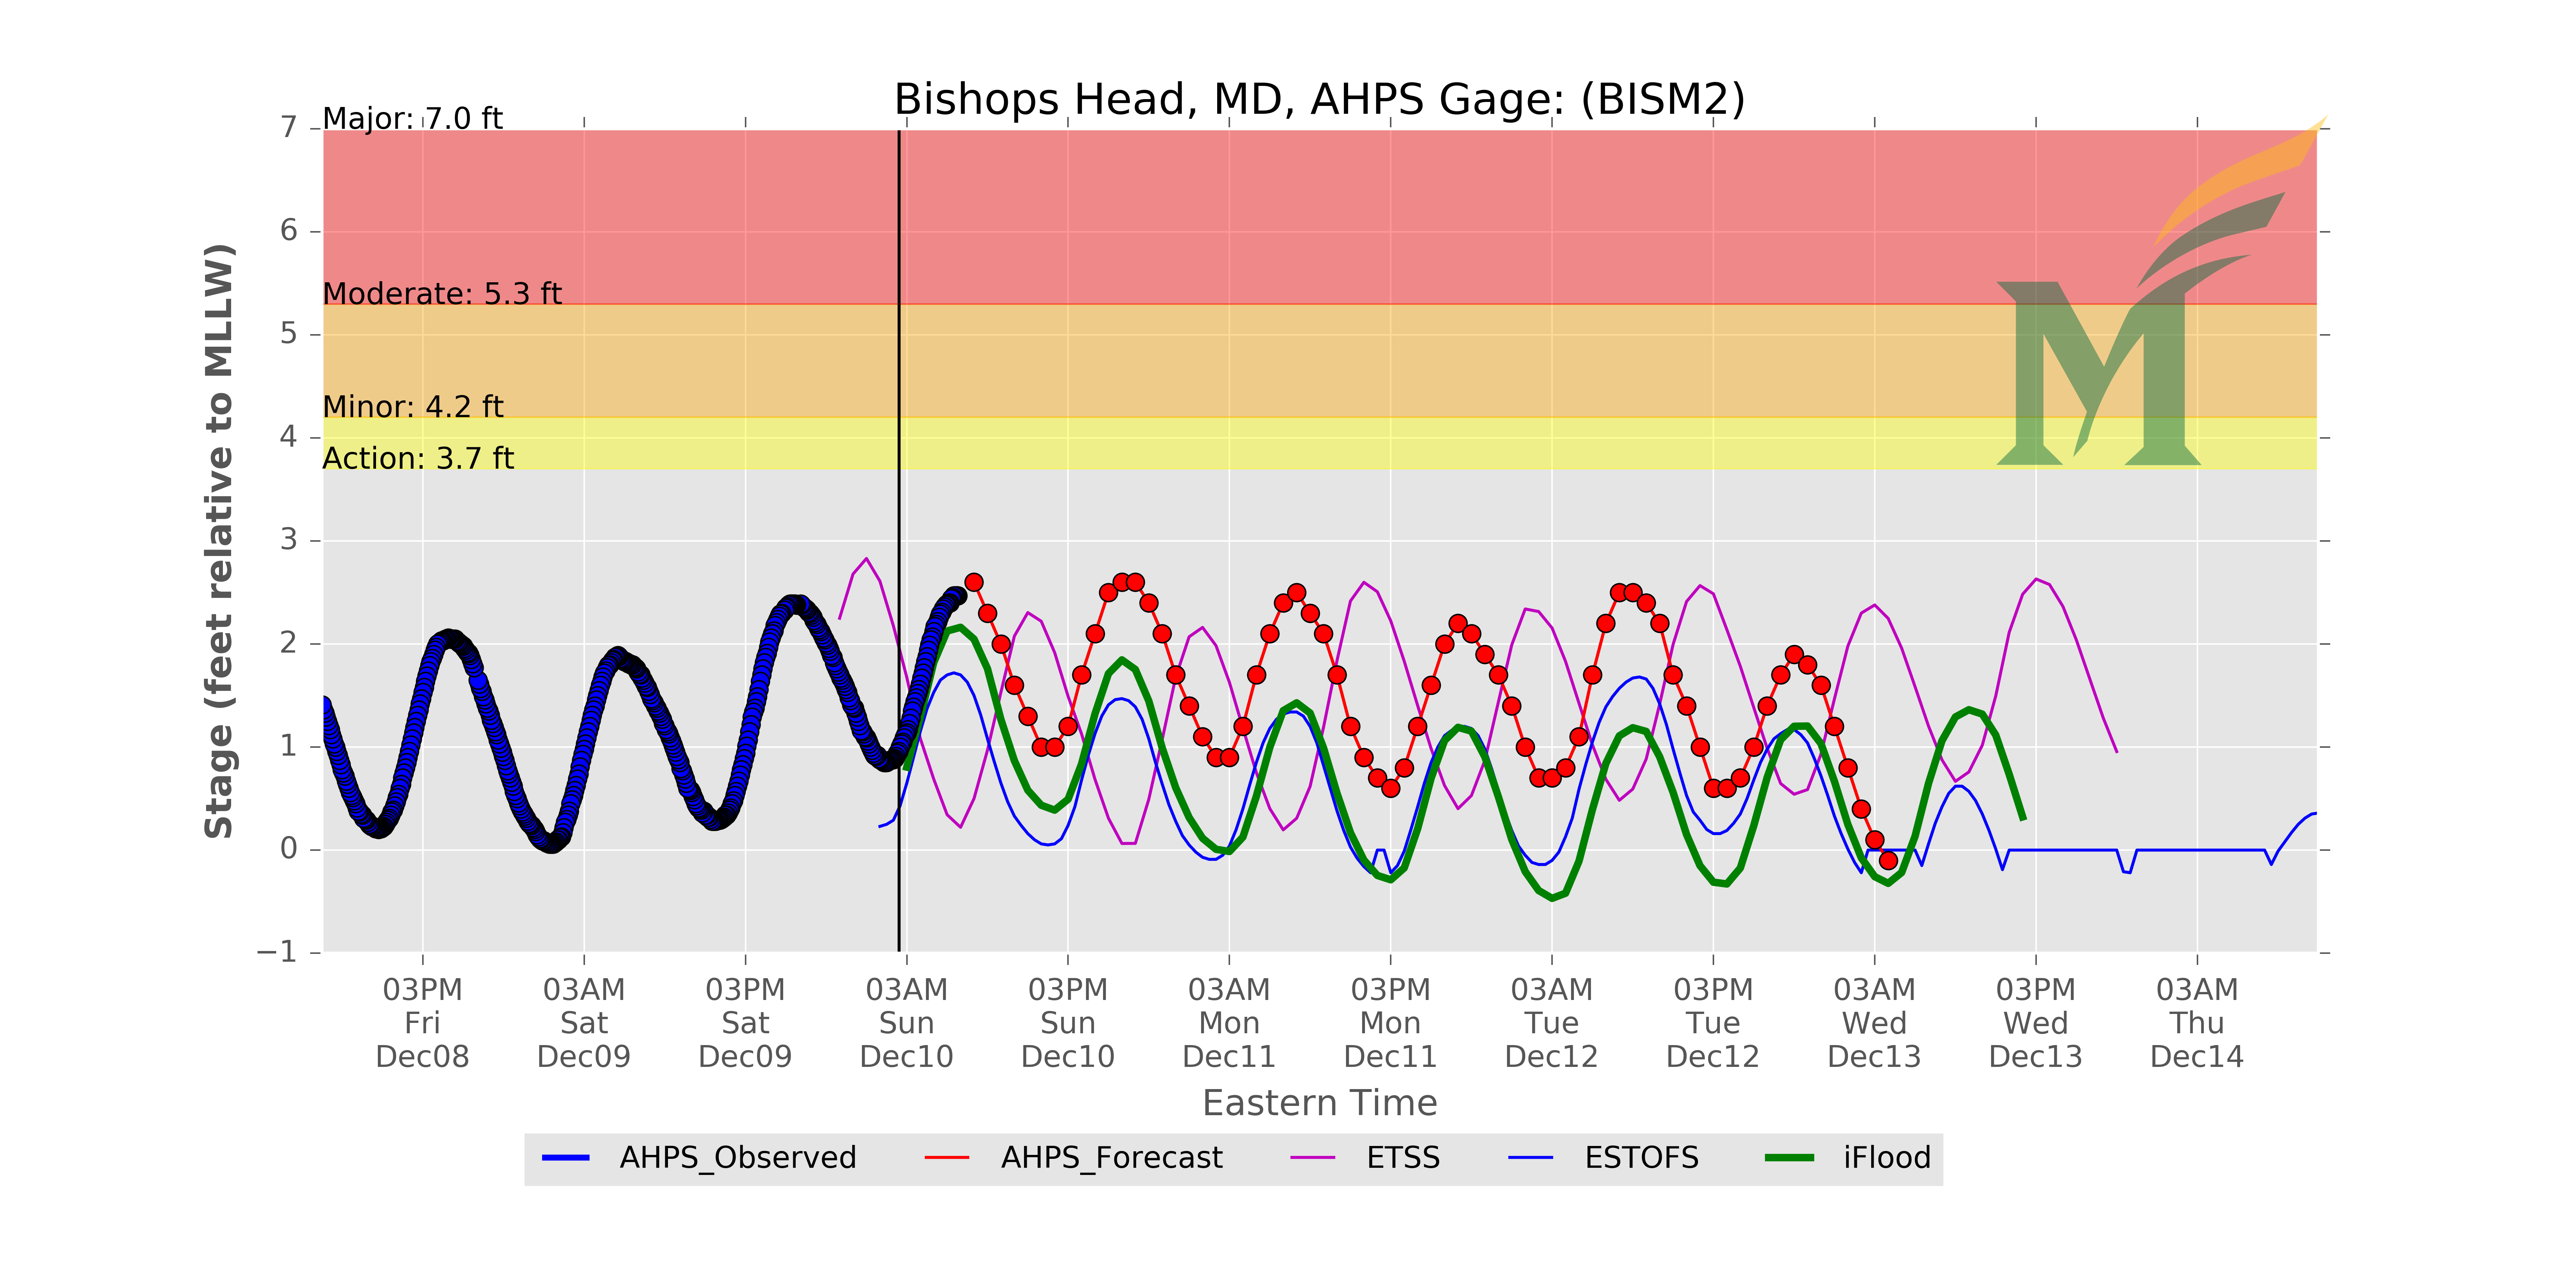 Bishops Head, MD, AHPS Gage: (BISM2)
Major: 7.0 ft
Moderate: 5.3 ft
Minor: 4.2 ft
Action: 3.7 ft
Stage (feet relative to MLLW)
7
6
5
4
3
2
1
0
−1
03PM 03AM 03PM 03AM 03PM 03AM 03PM 03AM 03PM 03AM 03PM 03AM
Fri Sat Sat Sun Sun Mon Mon Tue Tue Wed Wed Thu
Dec08 Dec09 Dec09 Dec10 Dec10 Dec11 Dec11 Dec12 Dec12 Dec13 Dec13 Dec14
Eastern Time
AHPS_Observed AHPS_Forecast ETSS ESTOFS iFlood
M